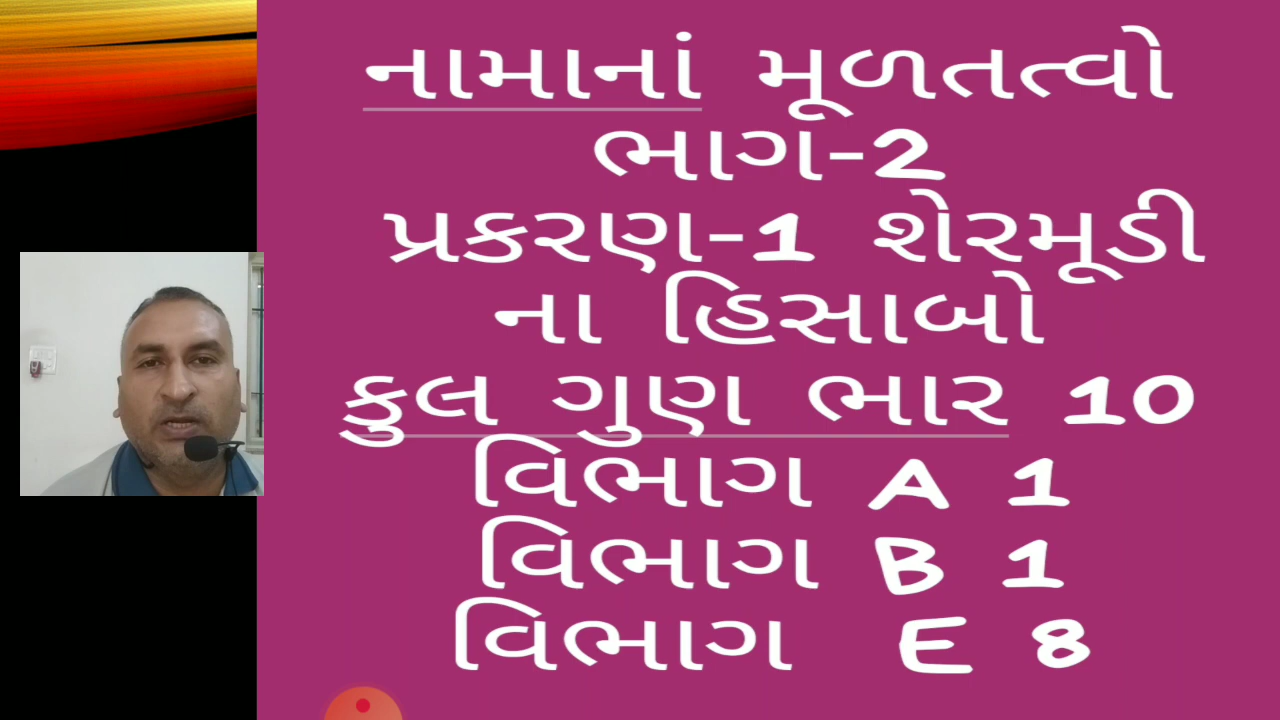 નામાનાં મૂળતત્વો
ભાગ-2
પ્રકરણ-1 શેરમૂડી
ના હિસાબો
કુલ ગુણ ભાર 10
વિભાગ A 1
વિભાગ B 1
વિભાગ E 8